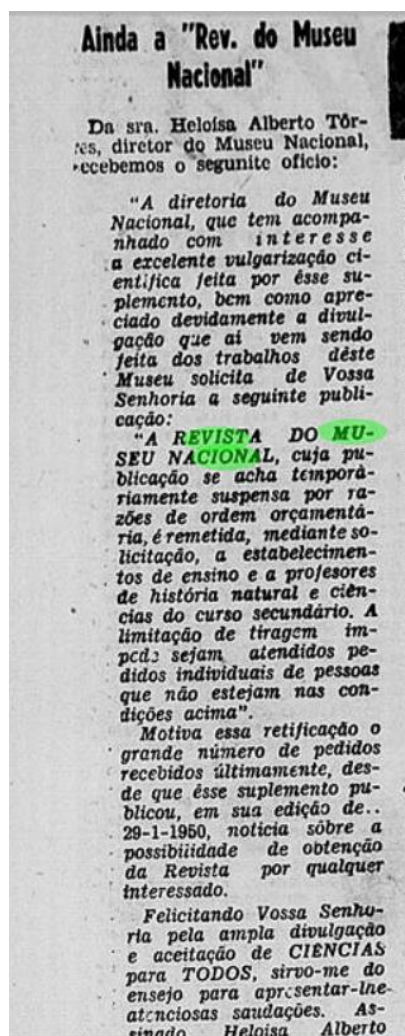 Ainda a "Rev. do Museu
Nacional"
Da sra. Heloísa Alberto Tôr-
res, diretor do Museu Nacional,
recebemos o segunite ofício:
"A diretoria do Museu
Nacional, que tem acompa-
nhado com interesse
a excelente vulgarização ci-
entífica feita por êsse su-
plemento, bem como apre-
ciado devidamente a divul-
gação que aí vem sendo
feita dos trabalhos dêste
Museu solicita de Vossa
Senhoria a seguinte publi-
cação:
"A REVISTA DO MU-
SEU NACIONAL, cuja pu-
blicação se acha temporà-
riamente suspensa por ra-
zões de ordem orçamentá-
ria, é remetida, mediante so-
licitação, a estabelecimen-
tos de ensino e a profesores
de história natural e ciên-
cias do curso secundário. A
limitação de tiragem im-
pede sejam atendidos pe-
didos individuais de pessoas
que não estejam nas con-
dições acima".
Motiva essa retificação o
grande número de pedidos
recebidos últimamente, des-
de que êsse suplemento pu-
blicou, em sua edição de..
29-1-1950, notícia sôbre a
possibilidade de obtenção
da Revista por qualquer
interessado.
Felicitando Vossa Senho-
ria pela ampla divulgação
e aceitação de CIÊNCIAS
para TODOS, sirvo-me do
ensejo para apresentar-lhe
atenciosas saudações. As-
sinado Heloisa Alberto